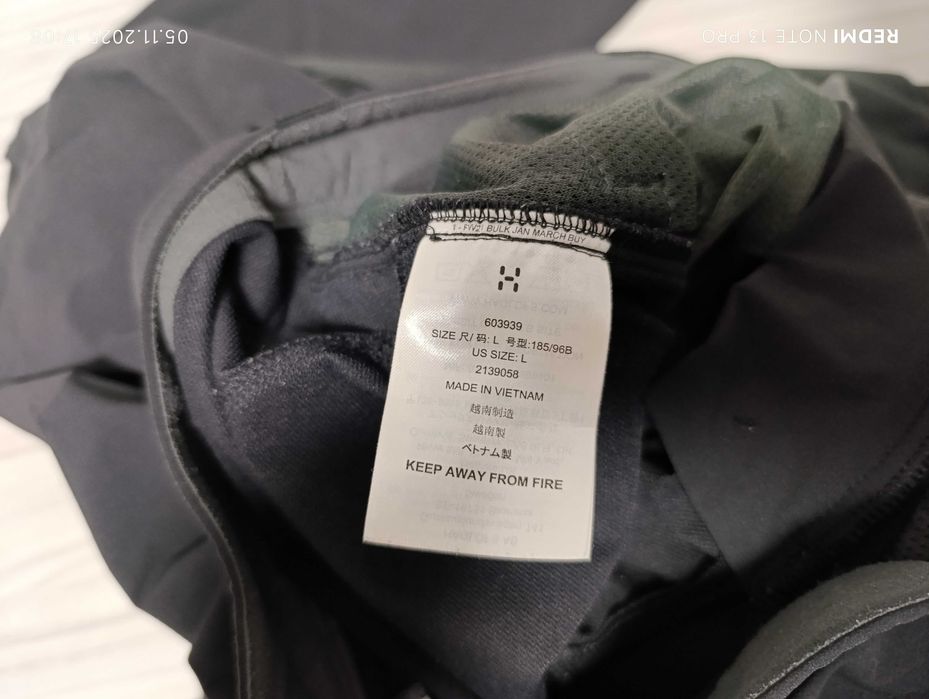 1 - FW21 BULK JAN MARCH BUY
603939
SIZE 尺/ 码: L 号型:185/96B
US SIZE: L
2139058
MADE IN VIETNAM
越南制造
越南製
ベトナム製
KEEP AWAY FROM FIRE
REDMI NOTE 13 PRO
05.11.2025 17:06